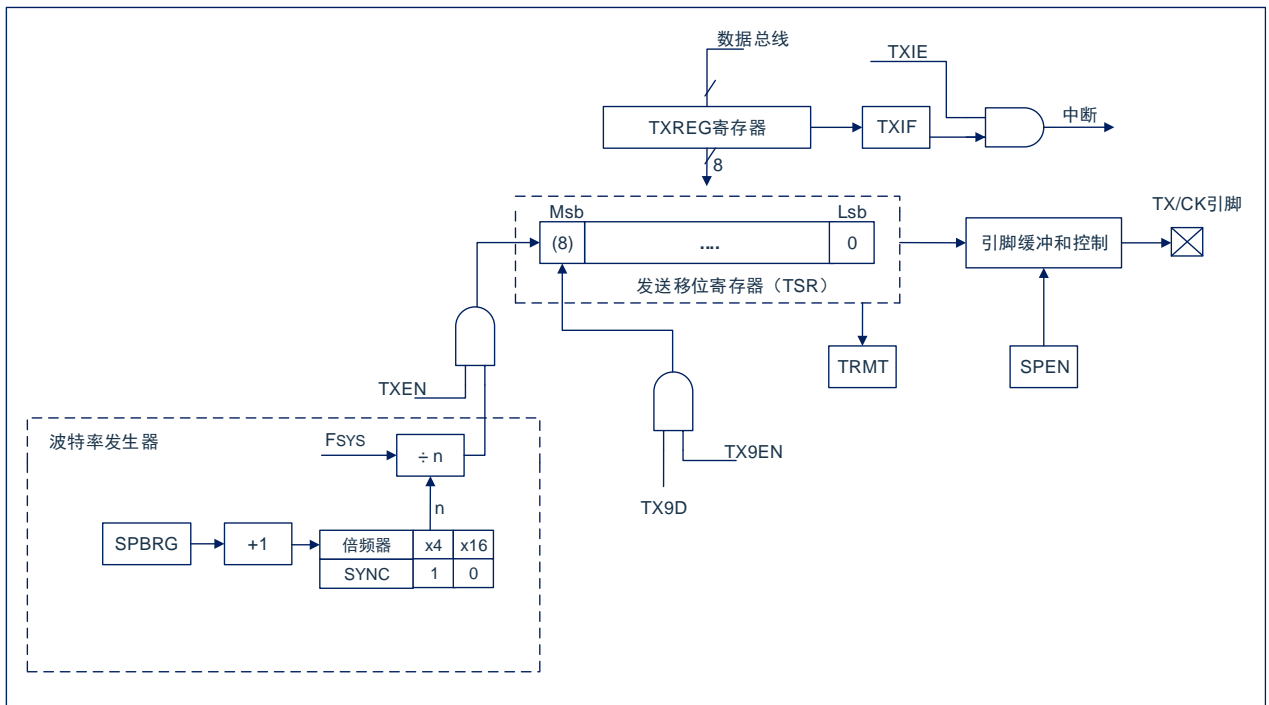 数据总线
TXIE
TXREG寄存器
TXIF
中断
8
Msb
Lsb
TX/CK引脚
(8)
....
0
引脚缓冲和控制
发送移位寄存器（TSR）
TRMT
SPEN
TXEN
波特率发生器
FSYS
÷ n
TX9EN
TX9D
n
SPBRG
+1
倍频器 x4 x16
SYNC 1 0